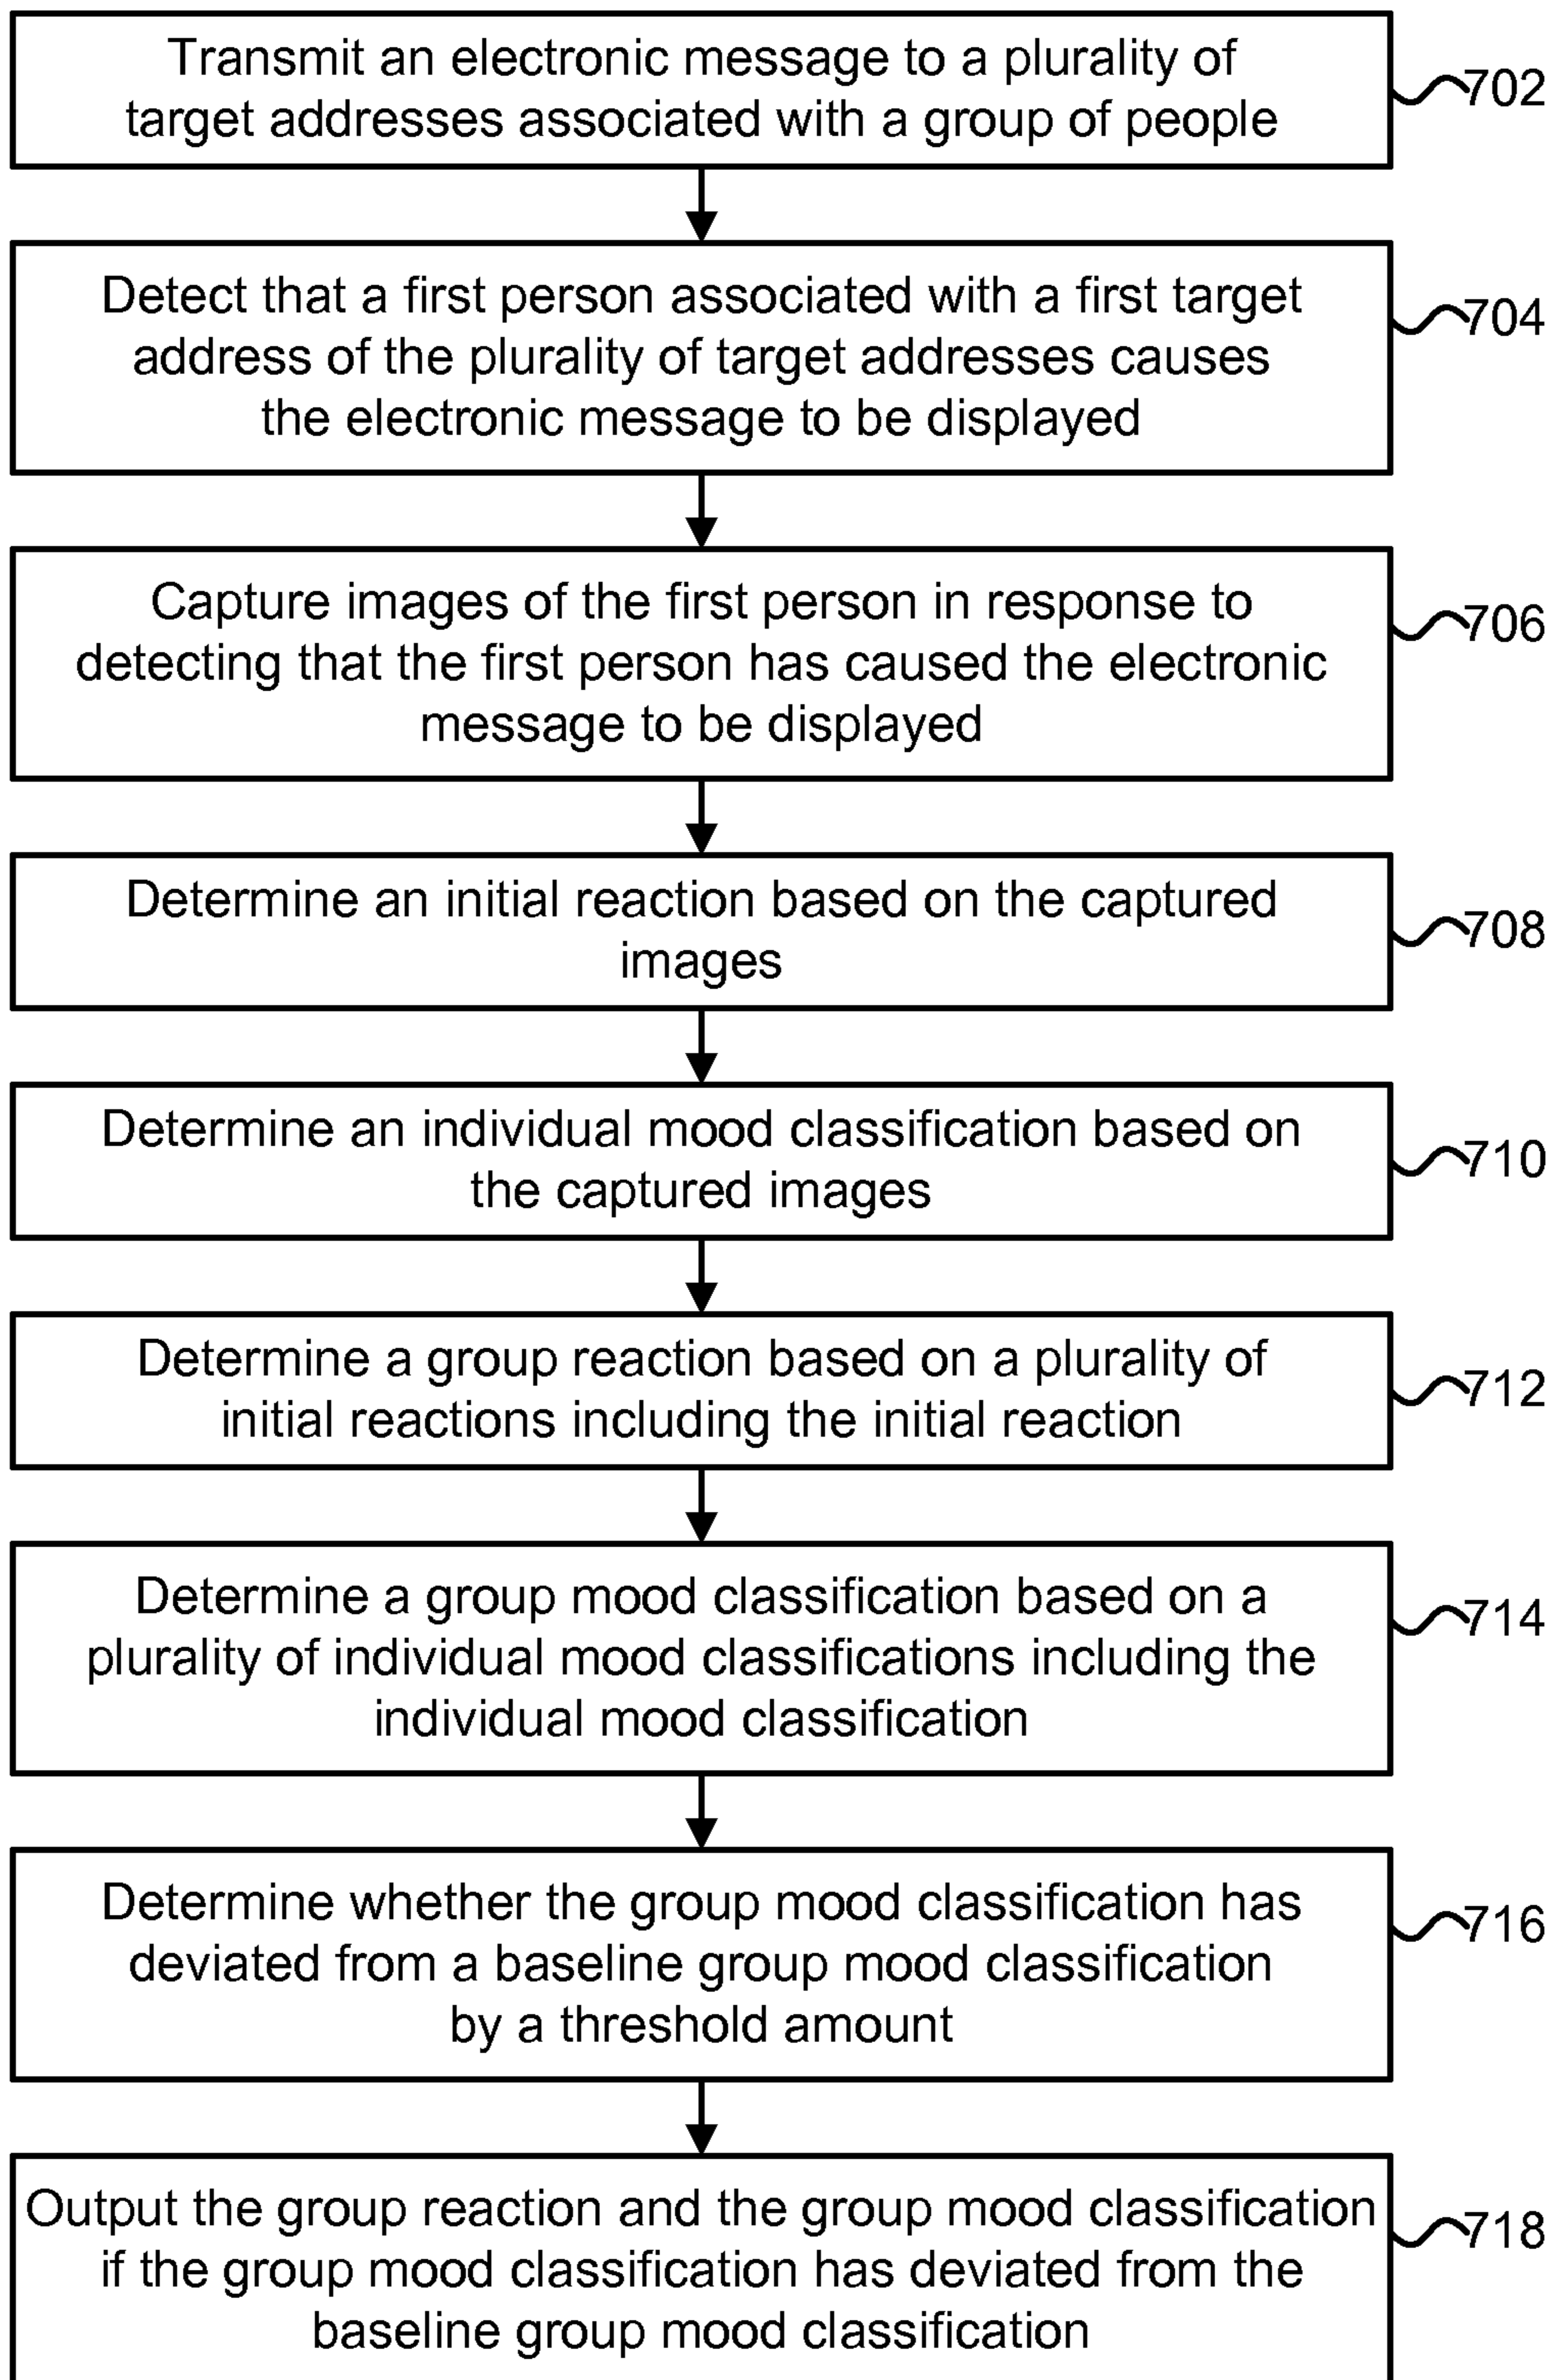 Transmit an electronic message to a plurality of
target addresses associated with a group of people
702
Detect that a first person associated with a first target
address of the plurality of target addresses causes
the electronic message to be displayed
704
Capture images of the first person in response to
detecting that the first person has caused the electronic
message to be displayed
706
Determine an initial reaction based on the captured
images
708
Determine an individual mood classification based on
the captured images
710
Determine a group reaction based on a plurality of
initial reactions including the initial reaction
712
Determine a group mood classification based on a
plurality of individual mood classifications including the
individual mood classification
714
Determine whether the group mood classification has
deviated from a baseline group mood classification
by a threshold amount
716
Output the group reaction and the group mood classification
if the group mood classification has deviated from the
baseline group mood classification
718